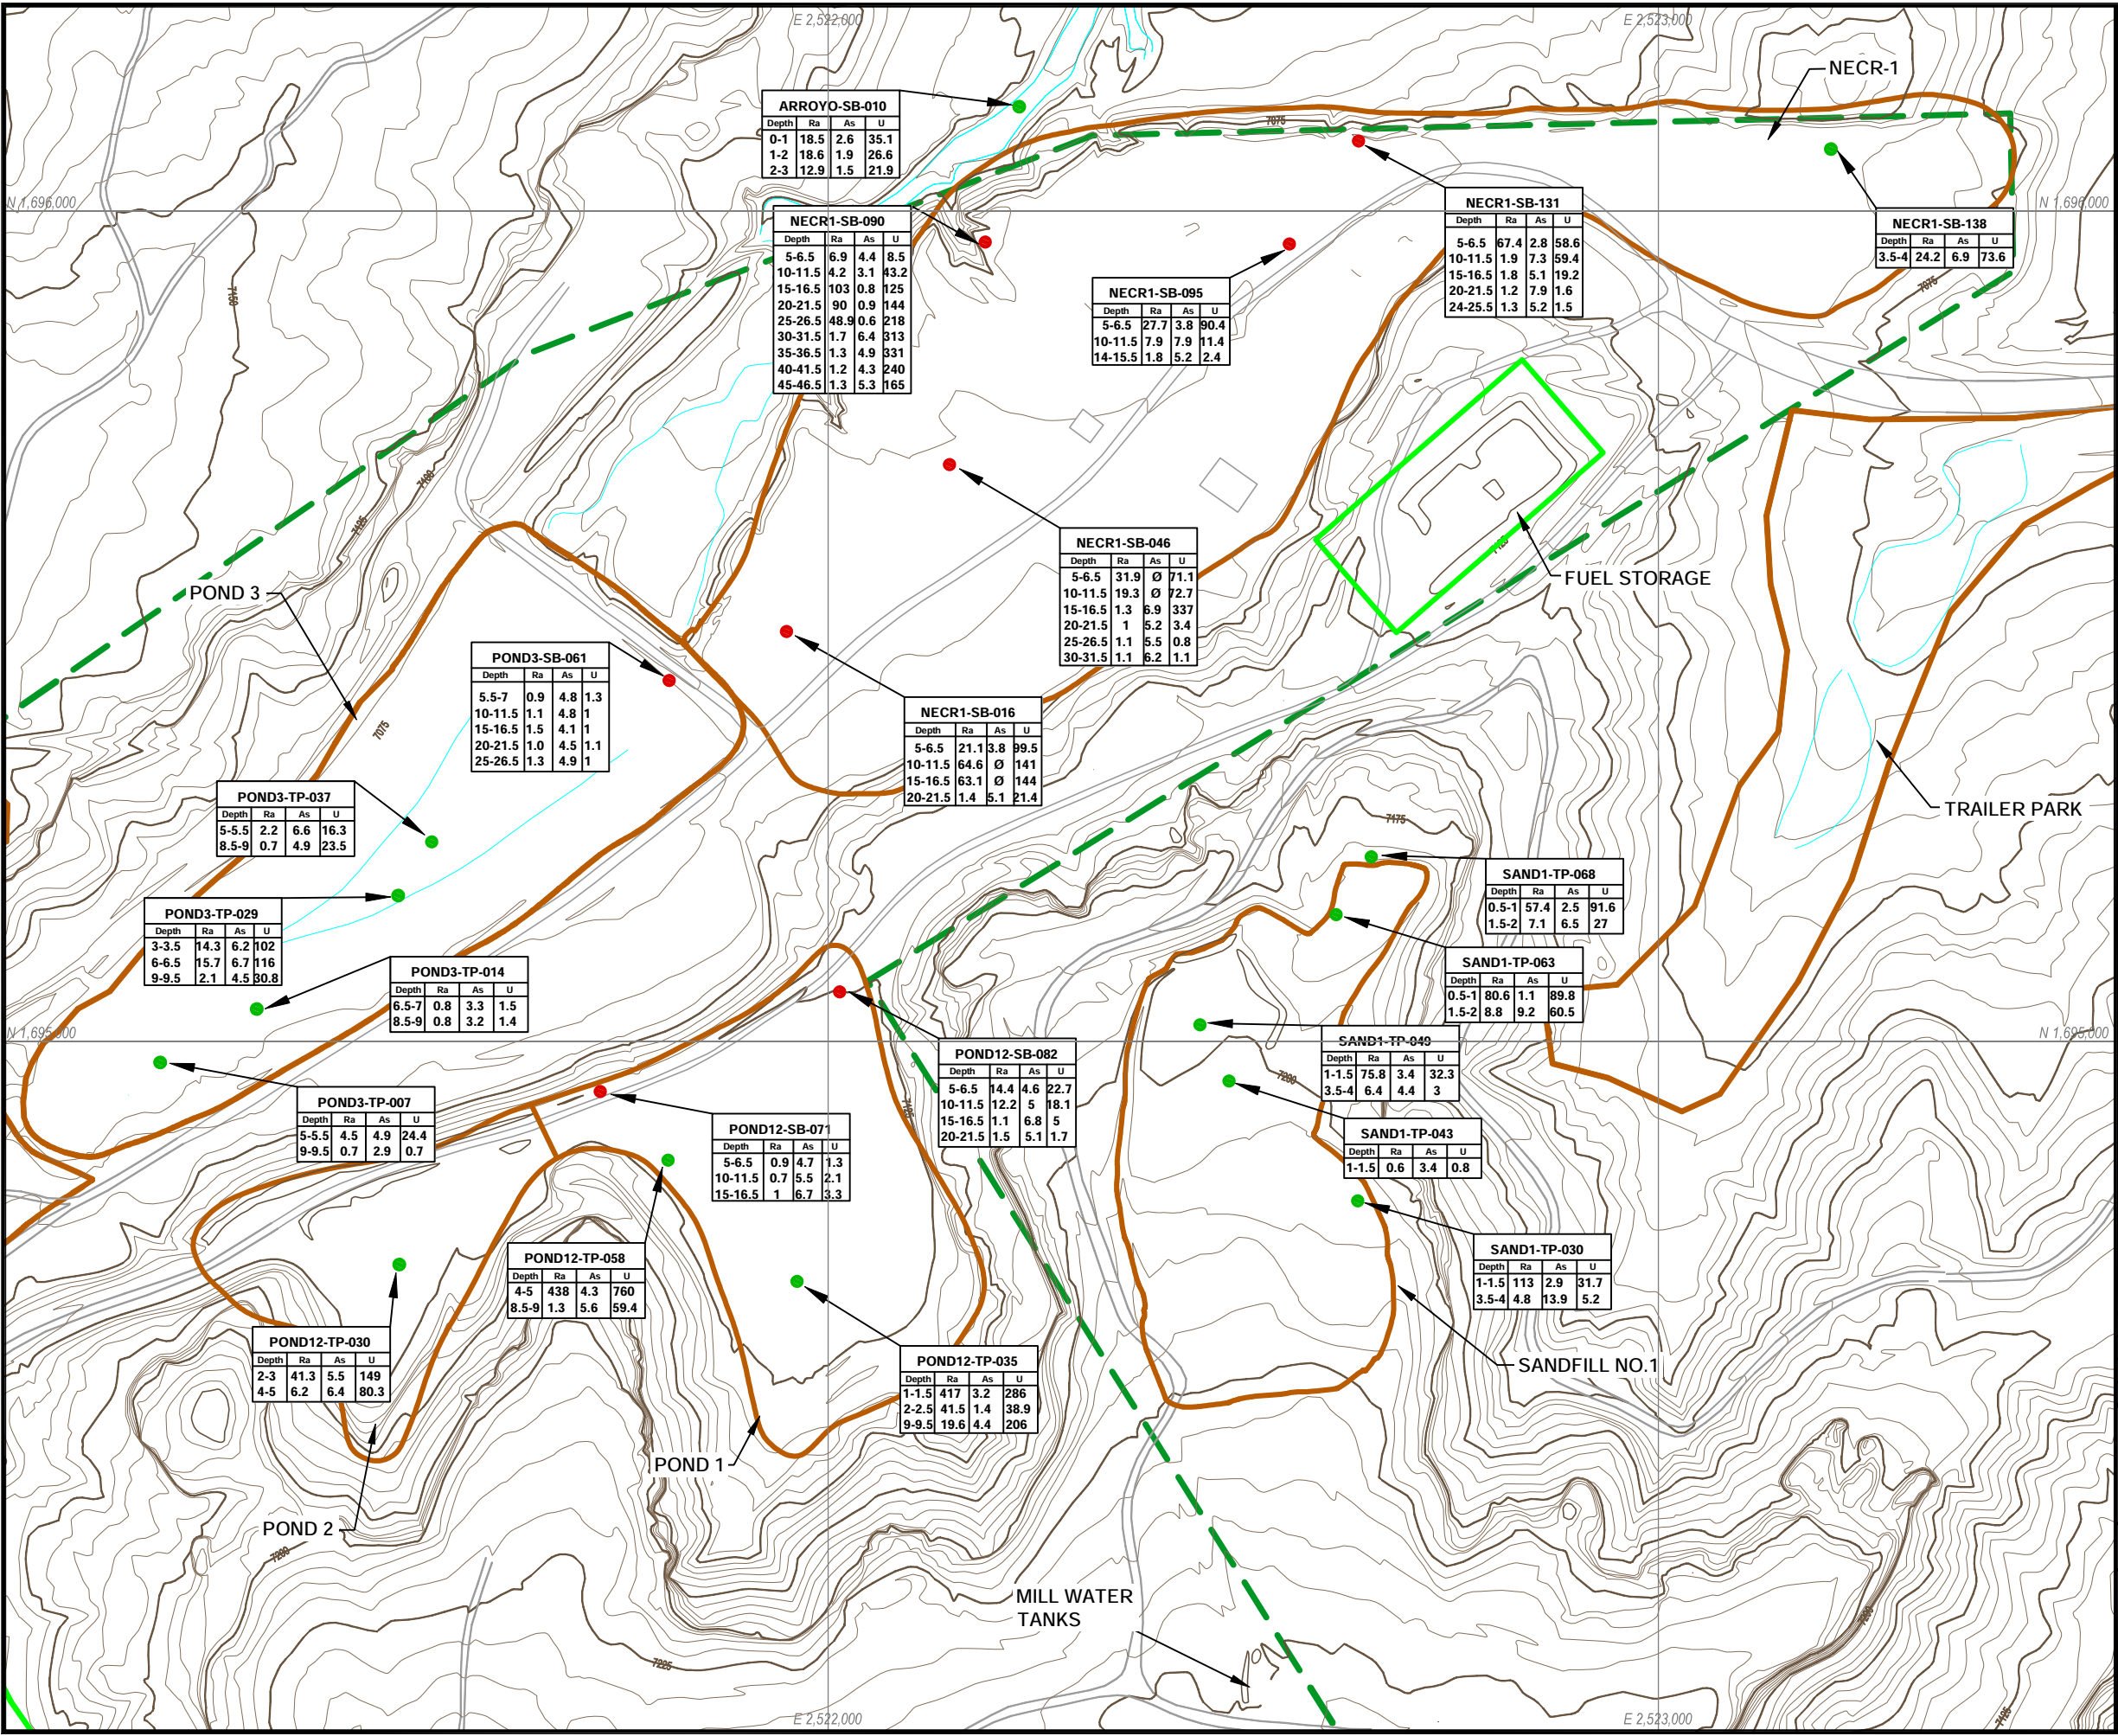 E 2,522,000
E 2,523,000
NECR-1
ARROYO-SB-010
Depth Ra As U
0-1 18.5 2.6 35.1
1-2 18.6 1.9 26.6
2-3 12.9 1.5 21.9
7075
N 1,696,000
N 1,696,000
NECR1-SB-090
Depth Ra As U
5-6.5 6.9 4.4 8.5
10-11.5 4.2 3.1 43.2
15-16.5 103 0.8 125
20-21.5 90 0.9 144
25-26.5 48.9 0.6 218
30-31.5 1.7 6.4 313
35-36.5 1.3 4.9 331
40-41.5 1.2 4.3 240
45-46.5 1.3 5.3 165
NECR1-SB-131
Depth Ra As U
5-6.5 67.4 2.8 58.6
10-11.5 1.9 7.3 59.4
15-16.5 1.8 5.1 19.2
20-21.5 1.2 7.9 1.6
24-25.5 1.3 5.2 1.5
NECR1-SB-138
Depth Ra As U
3.5-4 24.2 6.9 73.6
7075
7150
NECR1-SB-095
Depth Ra As U
5-6.5 27.7 3.8 90.4
10-11.5 7.9 7.9 11.4
14-15.5 1.8 5.2 2.4
7100
7125
7125
NECR1-SB-046
Depth Ra As U
5-6.5 31.9 Ø 71.1
10-11.5 19.3 Ø 72.7
15-16.5 1.3 6.9 337
20-21.5 1 5.2 3.4
25-26.5 1.1 5.5 0.8
30-31.5 1.1 6.2 1.1
FUEL STORAGE
POND 3
POND3-SB-061
Depth Ra As U
5.5-7 0.9 4.8 1.3
10-11.5 1.1 4.8 1
15-16.5 1.5 4.1 1
20-21.5 1.0 4.5 1.1
25-26.5 1.3 4.9 1
7075
NECR1-SB-016
Depth Ra As U
5-6.5 21.1 3.8 99.5
10-11.5 64.6 Ø 141
15-16.5 63.1 Ø 144
20-21.5 1.4 5.1 21.4
POND3-TP-037
Depth Ra As U
5-5.5 2.2 6.6 16.3
8.5-9 0.7 4.9 23.5
TRAILER PARK
7175
SAND1-TP-068
Depth Ra As U
0.5-1 57.4 2.5 91.6
1.5-2 7.1 6.5 27
POND3-TP-029
Depth Ra As U
3-3.5 14.3 6.2 102
6-6.5 15.7 6.7 116
9-9.5 2.1 4.5 30.8
POND3-TP-014
Depth Ra As U
6.5-7 0.8 3.3 1.5
8.5-9 0.8 3.2 1.4
SAND1-TP-063
Depth Ra As U
0.5-1 80.6 1.1 89.8
1.5-2 8.8 9.2 60.5
N 1,695,000
N 1,695,000
SAND1-TP-049
Depth Ra As U
1-1.5 75.8 3.4 32.3
3.5-4 6.4 4.4 3
7200
POND12-SB-082
Depth Ra As U
5-6.5 14.4 4.6 22.7
10-11.5 12.2 5 18.1
15-16.5 1.1 6.8 5
20-21.5 1.5 5.1 1.7
7125
POND3-TP-007
Depth Ra As U
5-5.5 4.5 4.9 24.4
9-9.5 0.7 2.9 0.7
POND12-SB-071
Depth Ra As U
5-6.5 0.9 4.7 1.3
10-11.5 0.7 5.5 2.1
15-16.5 1 6.7 3.3
SAND1-TP-043
Depth Ra As U
1-1.5 0.6 3.4 0.8
SAND1-TP-030
Depth Ra As U
1-1.5 113 2.9 31.7
3.5-4 4.8 13.9 5.2
POND12-TP-058
Depth Ra As U
4-5 438 4.3 760
8.5-9 1.3 5.6 59.4
POND12-TP-030
Depth Ra As U
2-3 41.3 5.5 149
4-5 6.2 6.4 80.3
POND12-TP-035
Depth Ra As U
1-1.5 417 3.2 286
2-2.5 41.5 1.4 38.9
9-9.5 19.6 4.4 206
SANDFILL NO.1
POND 1
POND 2
7200
MILL WATER
TANKS
7200
7225
7125
E 2,522,000
E 2,523,000